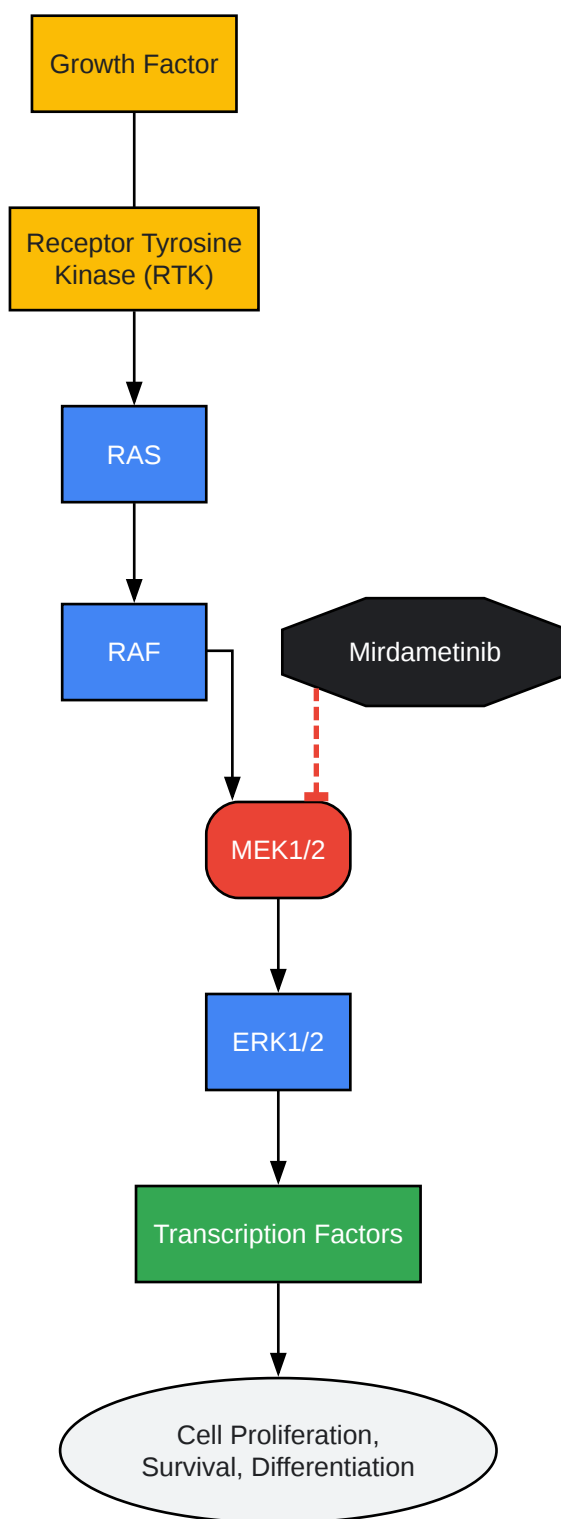 Growth Factor
Receptor Tyrosine
Kinase (RTK)
RAS
RAF
Mirdametinib
MEK1/2
ERK1/2
Transcription Factors
Cell Proliferation,
Survival, Differentiation